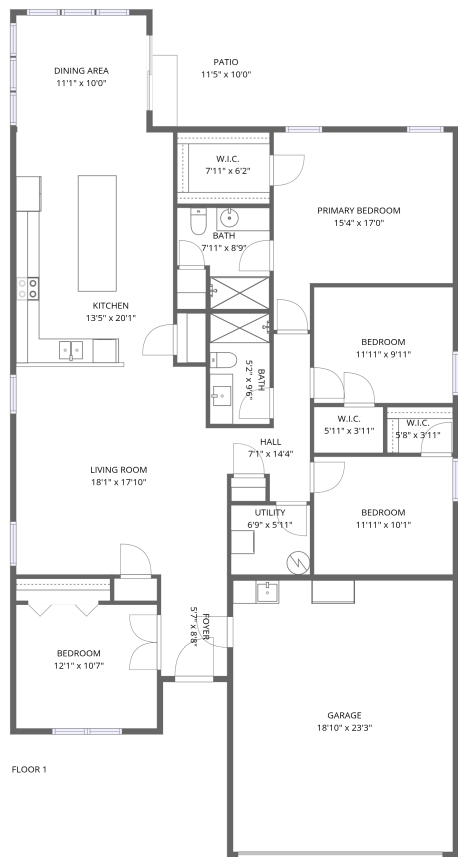 DINING AREA
11'1" x 10'0"
PATIO
11'5" x 10'0"
W.I.C.
7'11" x 6'2"
PRIMARY BEDROOM
15'4" x 17'0"
BATH
7'11" x 8'9"
KITCHEN
13'5" x 20'1"
BEDROOM
11'11" x 9'11"
BATH
5'2" x 9'6"
W.I.C.
5'11" x 3'11"
W.I.C.
5'8" x 3'11"
HALL
7'1" x 14'4"
LIVING ROOM
18'1" x 17'10"
UTILITY
6'9" x 5'11"
BEDROOM
11'11" x 10'1"
FOYER
5'7" x 8'8"
BEDROOM
12'1" x 10'7"
GARAGE
18'10" x 23'3"
FLOOR 1